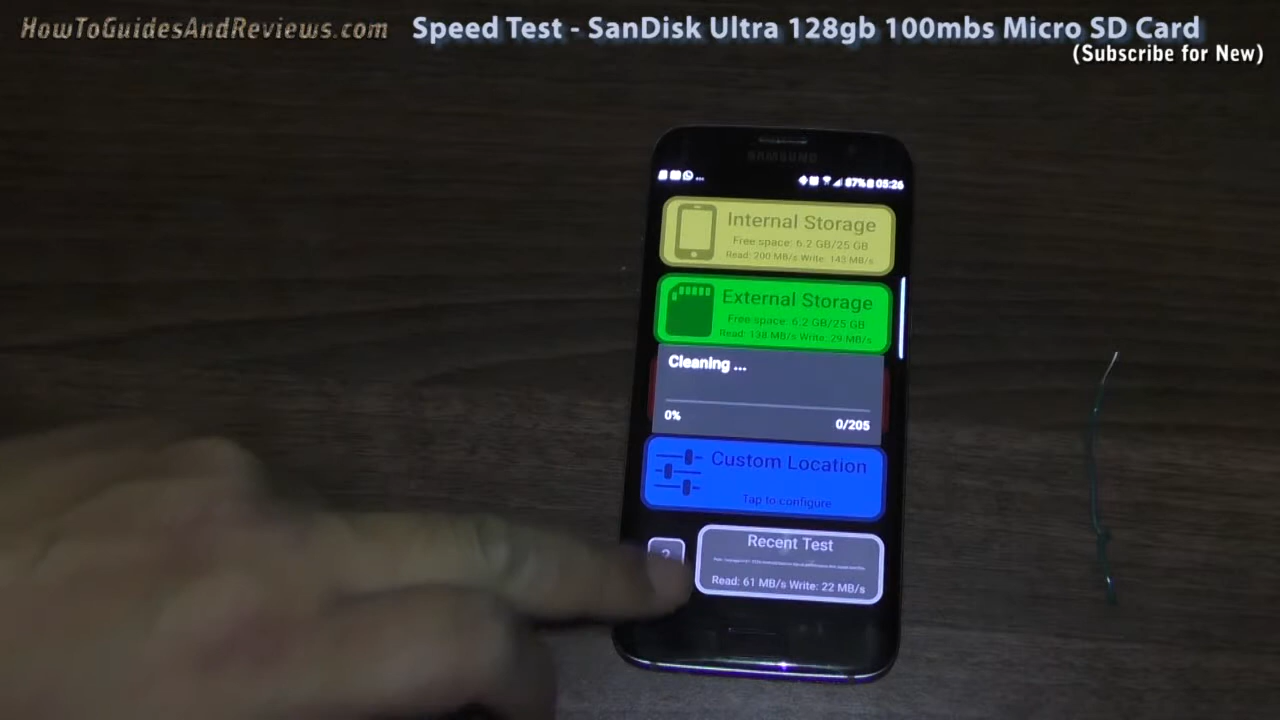 HowToGuidesAndReviews.com
Speed Test - SanDisk Ultra 128gb 100mbs Micro SD Card
(Subscribe for New)
SAMSUNG
87% 05:26
Internal Storage
Free space: 6.2 GB/25 GB
Read: 200 MB/s Write: 143 MB/s
External Storage
Free space: 6.2 GB/25 GB
Read: 138 MB/s Write: 29 MB/s
Cleaning ...
0%
0/205
Custom Location
Tap to configure
?
Recent Test
Read: 61 MB/s Write: 22 MB/s